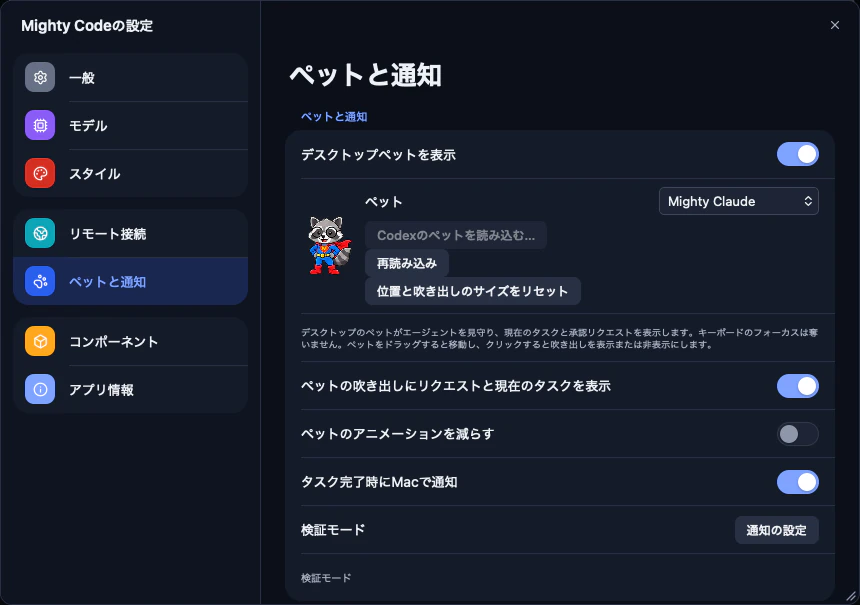 Mighty Codeの設定
一般
モデル
スタイル
リモート接続
ペットと通知
コンポーネント
アプリ情報
ペットと通知
ペットと通知
デスクトップペットを表示
ペット
Mighty Claude
Codexのペットを読み込む...
再読み込み
位置と吹き出しのサイズをリセット
デスクトップのペットがエージェントを見守り、現在のタスクと承認リクエストを表示します。キーボードのフォーカスは奪
いません。ペットをドラッグすると移動し、クリックすると吹き出しを表示または非表示にします。
ペットの吹き出しにリクエストと現在のタスクを表示
ペットのアニメーションを減らす
タスク完了時にMacで通知
検証モード
通知の設定
検証モード